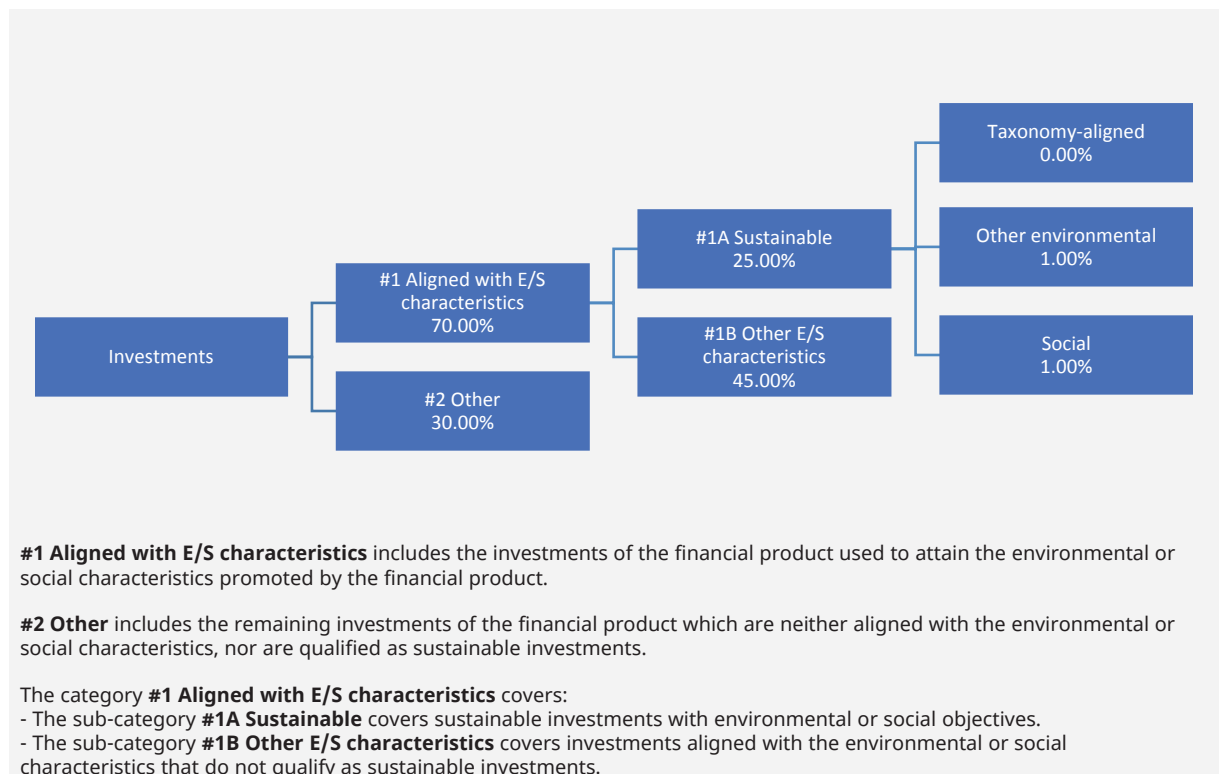 Investments
#1 Aligned with E/S
characteristics
70.00%
#2 Other
30.00%
#1A Sustainable
25.00%
#1B Other E/S
characteristics
45.00%
Taxonomy-aligned
0.00%
Other environmental
1.00%
Social
1.00%
#1 Aligned with E/S characteristics includes the investments of the financial product used to attain the environmental or
social characteristics promoted by the financial product.
#2 Other includes the remaining investments of the financial product which are neither aligned with the environmental or
social characteristics, nor are qualified as sustainable investments.
The category #1 Aligned with E/S characteristics covers:
- The sub-category #1A Sustainable covers sustainable investments with environmental or social objectives.
- The sub-category #1B Other E/S characteristics covers investments aligned with the environmental or social
characteristics that do not qualify as sustainable investments.